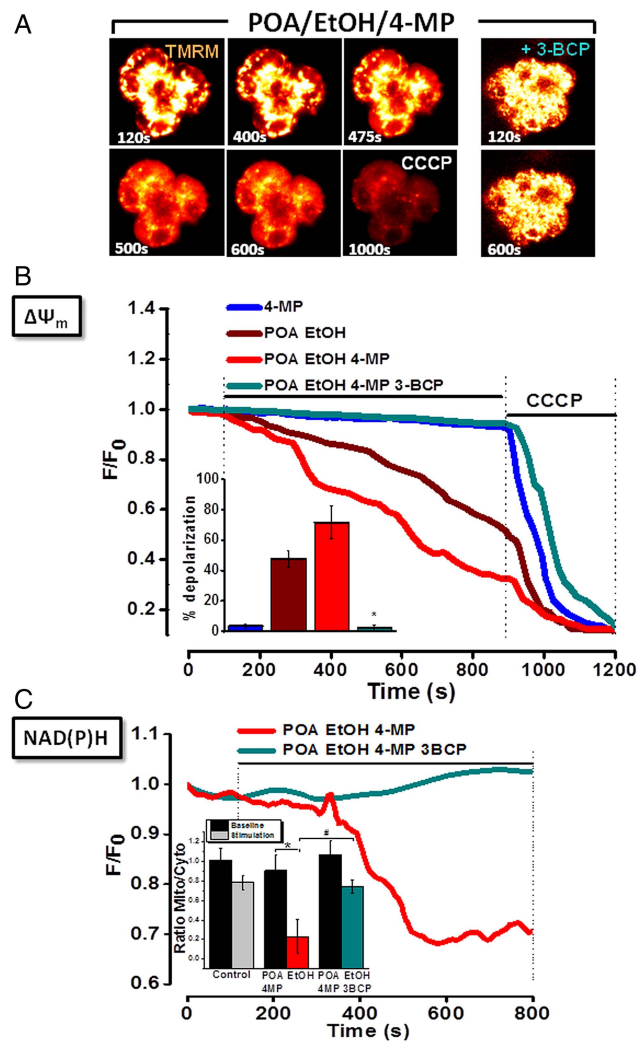 A
POA/EtOH/4-MP
TMRM
+ 3-BCP
120s
400s
475s
120s
CCCP
500s
600s
1000s
600s
B
ΔΨm
4-MP
POA EtOH
POA EtOH 4-MP
POA EtOH 4-MP 3-BCP
CCCP
1.4
1.2
1.0
0.8
0.6
0.4
0.2
F/F0
% depolarization
100
80
60
40
20
0
*
0 200 400 600 800 1000 1200
Time (s)
C
NAD(P)H
POA EtOH 4-MP
POA EtOH 4-MP 3BCP
1.1
1.0
0.9
0.8
0.7
0.6
F/F0
Baseline
Stimulation
* #
Ratio Mito/Cyto
1.2
1.0
0.8
0.6
0.4
0.2
0.0
Control
POA EtOH
4MP
POA EtOH
4MP 3BCP
0 200 400 600 800
Time (s)